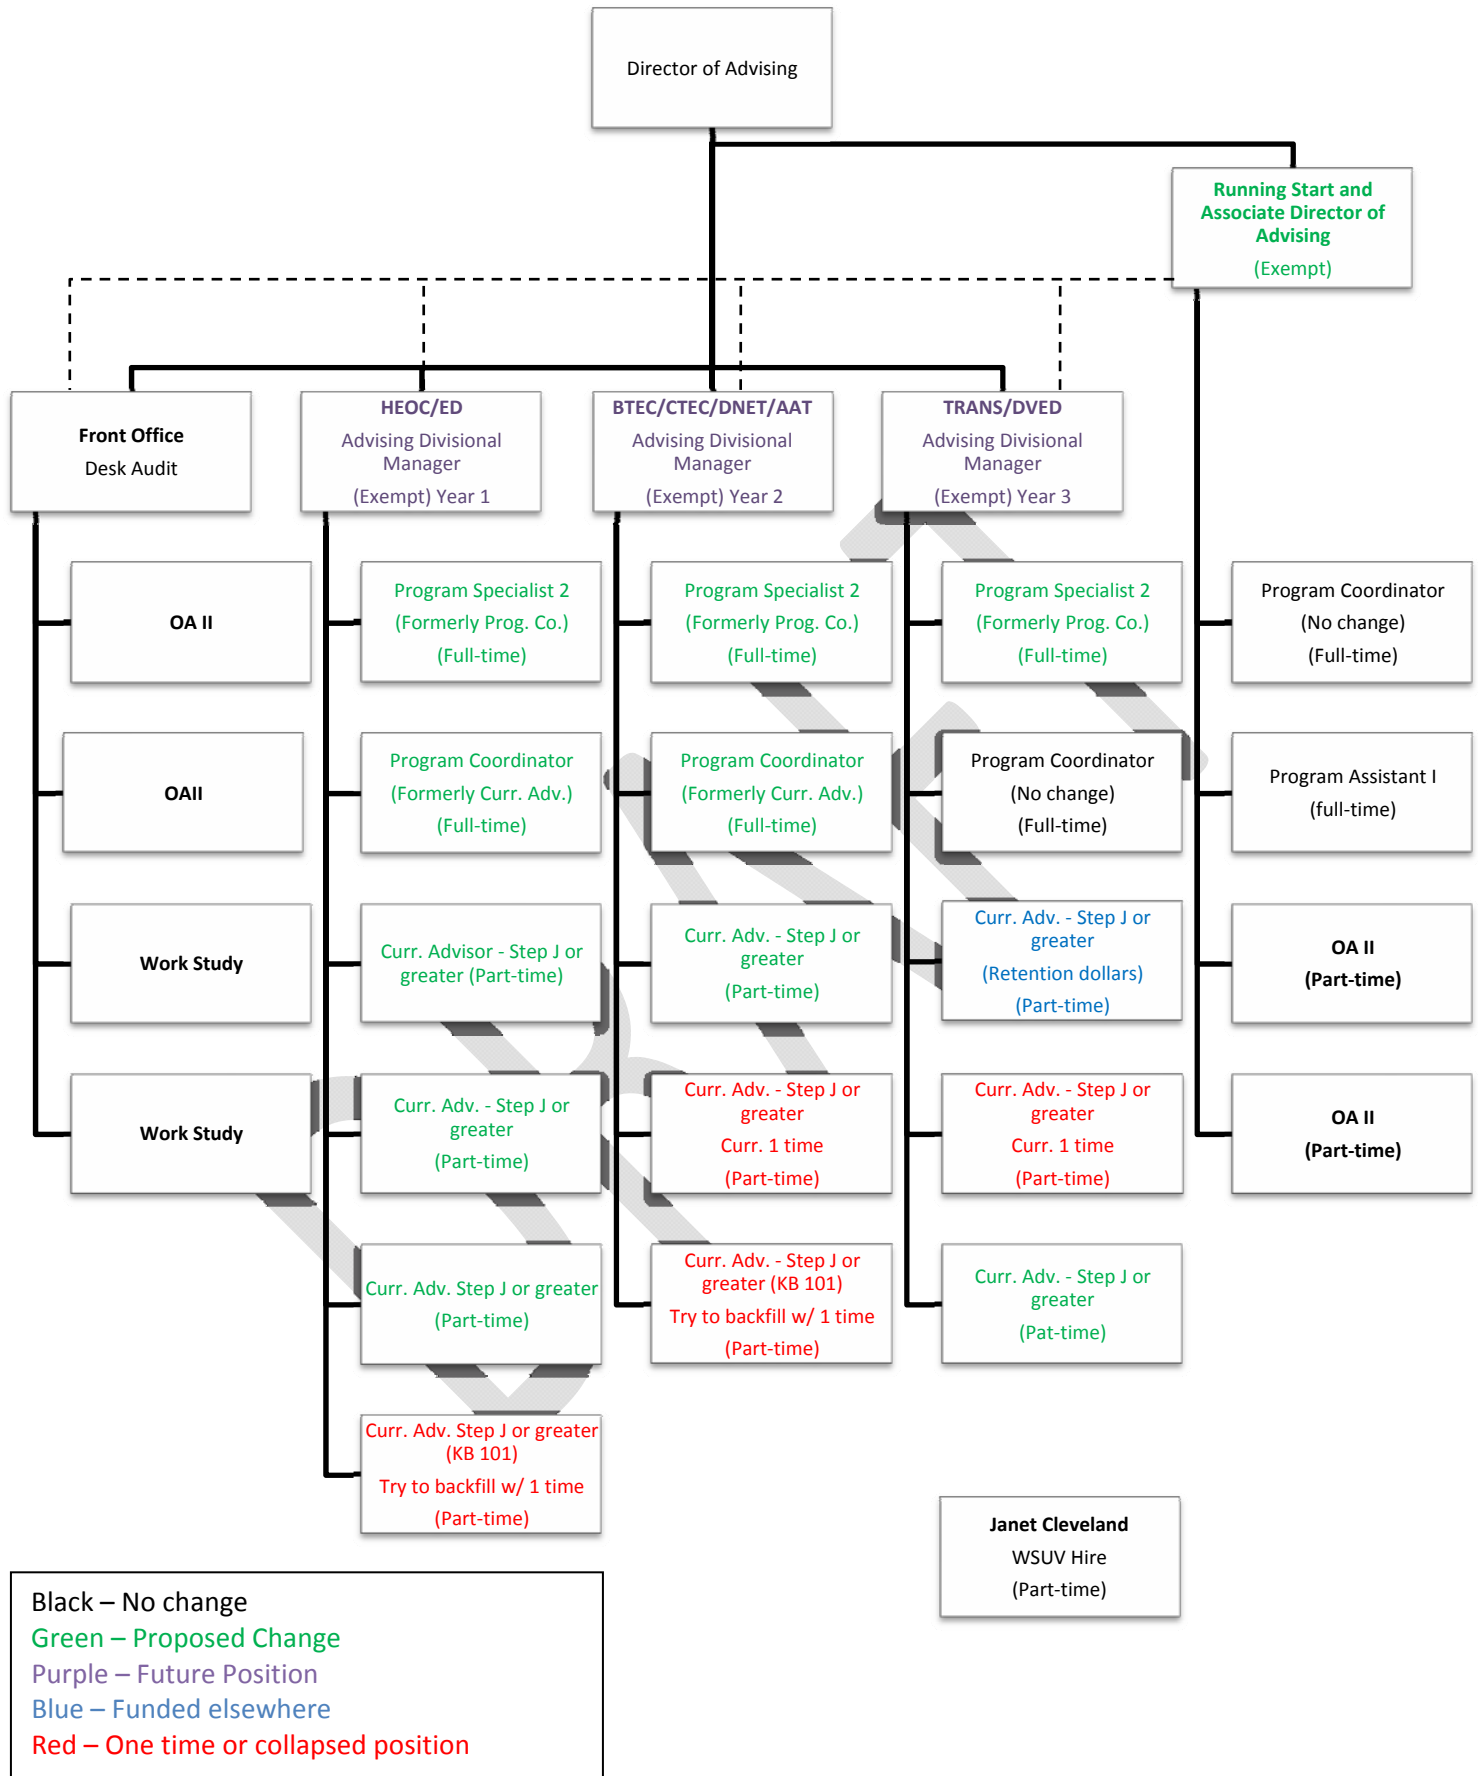 Director of Advising
Running Start and
Associate Director of
Advising
(Exempt)
Front Office
Desk Audit
HEOC/ED
Advising Divisional
Manager
(Exempt) Year 1
BTEC/CTEC/DNET/AAT
Advising Divisional
Manager
(Exempt) Year 2
TRANS/DVED
Advising Divisional
Manager
(Exempt) Year 3
OA II
Program Specialist 2
(Formerly Prog. Co.)
(Full-time)
Program Specialist 2
(Formerly Prog. Co.)
(Full-time)
Program Specialist 2
(Formerly Prog. Co.)
(Full-time)
Program Coordinator
(No change)
(Full-time)
OAII
Program Coordinator
(Formerly Curr. Adv.)
(Full-time)
Program Coordinator
(Formerly Curr. Adv.)
(Full-time)
Program Coordinator
(No change)
(Full-time)
Program Assistant I
(full-time)
Work Study
Curr. Advisor - Step J or
greater (Part-time)
Curr. Adv. - Step J or
greater
(Part-time)
Curr. Adv. - Step J or
greater
(Retention dollars)
(Part-time)
OA II
(Part-time)
Work Study
Curr. Adv. - Step J or
greater
(Part-time)
Curr. Adv. - Step J or
greater
Curr. 1 time
(Part-time)
Curr. Adv. - Step J or
greater
Curr. 1 time
(Part-time)
OA II
(Part-time)
Curr. Adv. Step J or greater
(Part-time)
Curr. Adv. - Step J or
greater (KB 101)
Try to backfill w/ 1 time
(Part-time)
Curr. Adv. - Step J or
greater
(Pat-time)
Curr. Adv. Step J or greater
(KB 101)
Try to backfill w/ 1 time
(Part-time)
Janet Cleveland
WSUV Hire
(Part-time)
Black – No change
Green – Proposed Change
Purple – Future Position
Blue – Funded elsewhere
Red – One time or collapsed position
DRAFT